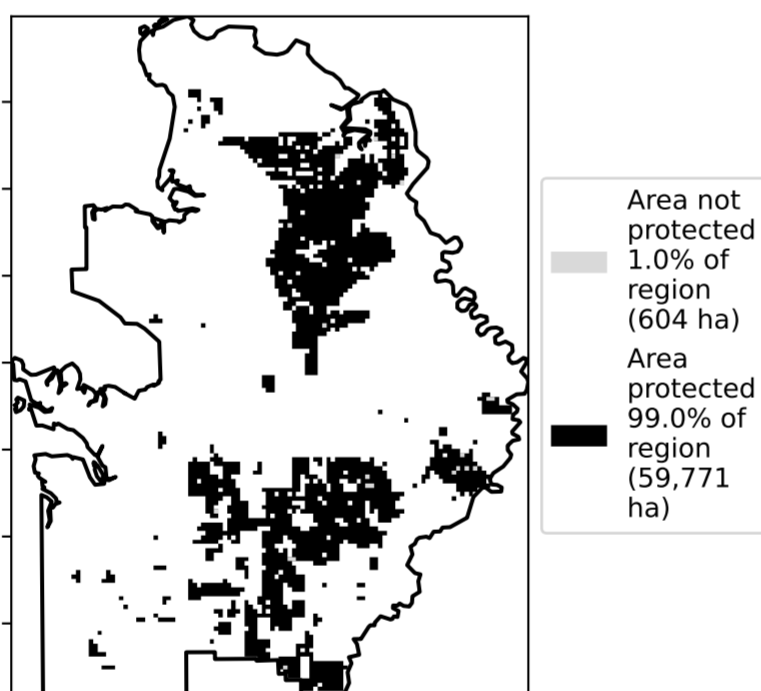 Area not
protected
1.0% of
region
(604 ha)
Area
protected
99.0% of
region
(59,771
ha)